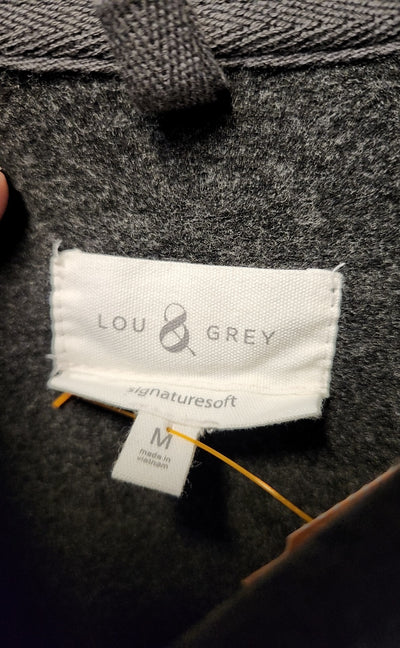 LOU & GREY
signaturesoft
M
made in
vietnam